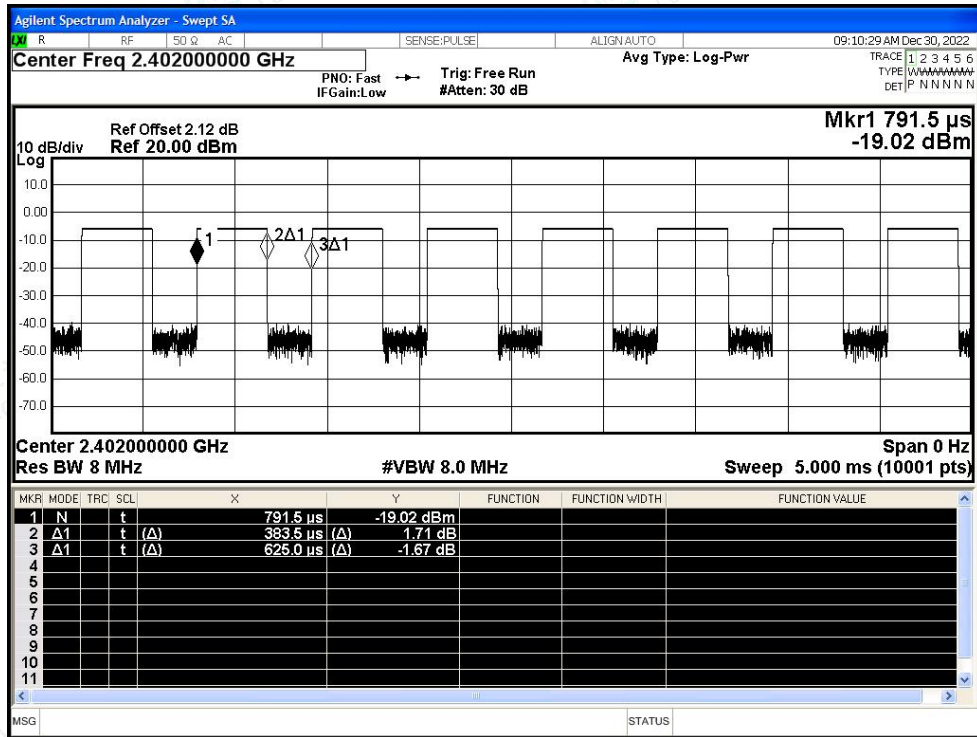 Agilent Spectrum Analyzer - Swept SA
LXI R RF 50 Ω AC SENSE:PULSE ALIGN AUTO 09:10:29 AM Dec 30, 2022
Center Freq 2.402000000 GHz
PNO: Fast
IFGain:Low
Trig: Free Run
#Atten: 30 dB
Avg Type: Log-Pwr
TRACE 1 2 3 4 5 6
TYPE
DET P N N N N N
Ref Offset 2.12 dB
10 dB/div Ref 20.00 dBm
Log
Mkr1 791.5 µs
-19.02 dBm
10.0
0.00
-10.0
-20.0
-30.0
-40.0
-50.0
-60.0
-70.0
1
2Δ1
3Δ1
Center 2.402000000 GHz Span 0 Hz
Res BW 8 MHz #VBW 8.0 MHz Sweep 5.000 ms (10001 pts)
MKR MODE TRC SCL X Y FUNCTION FUNCTION WIDTH FUNCTION VALUE
1 N t 791.5 µs -19.02 dBm
2 Δ1 t (Δ) 383.5 µs (Δ) 1.71 dB
3 Δ1 t (Δ) 625.0 µs (Δ) -1.67 dB
4
5
6
7
8
9
10
11
MSG STATUS